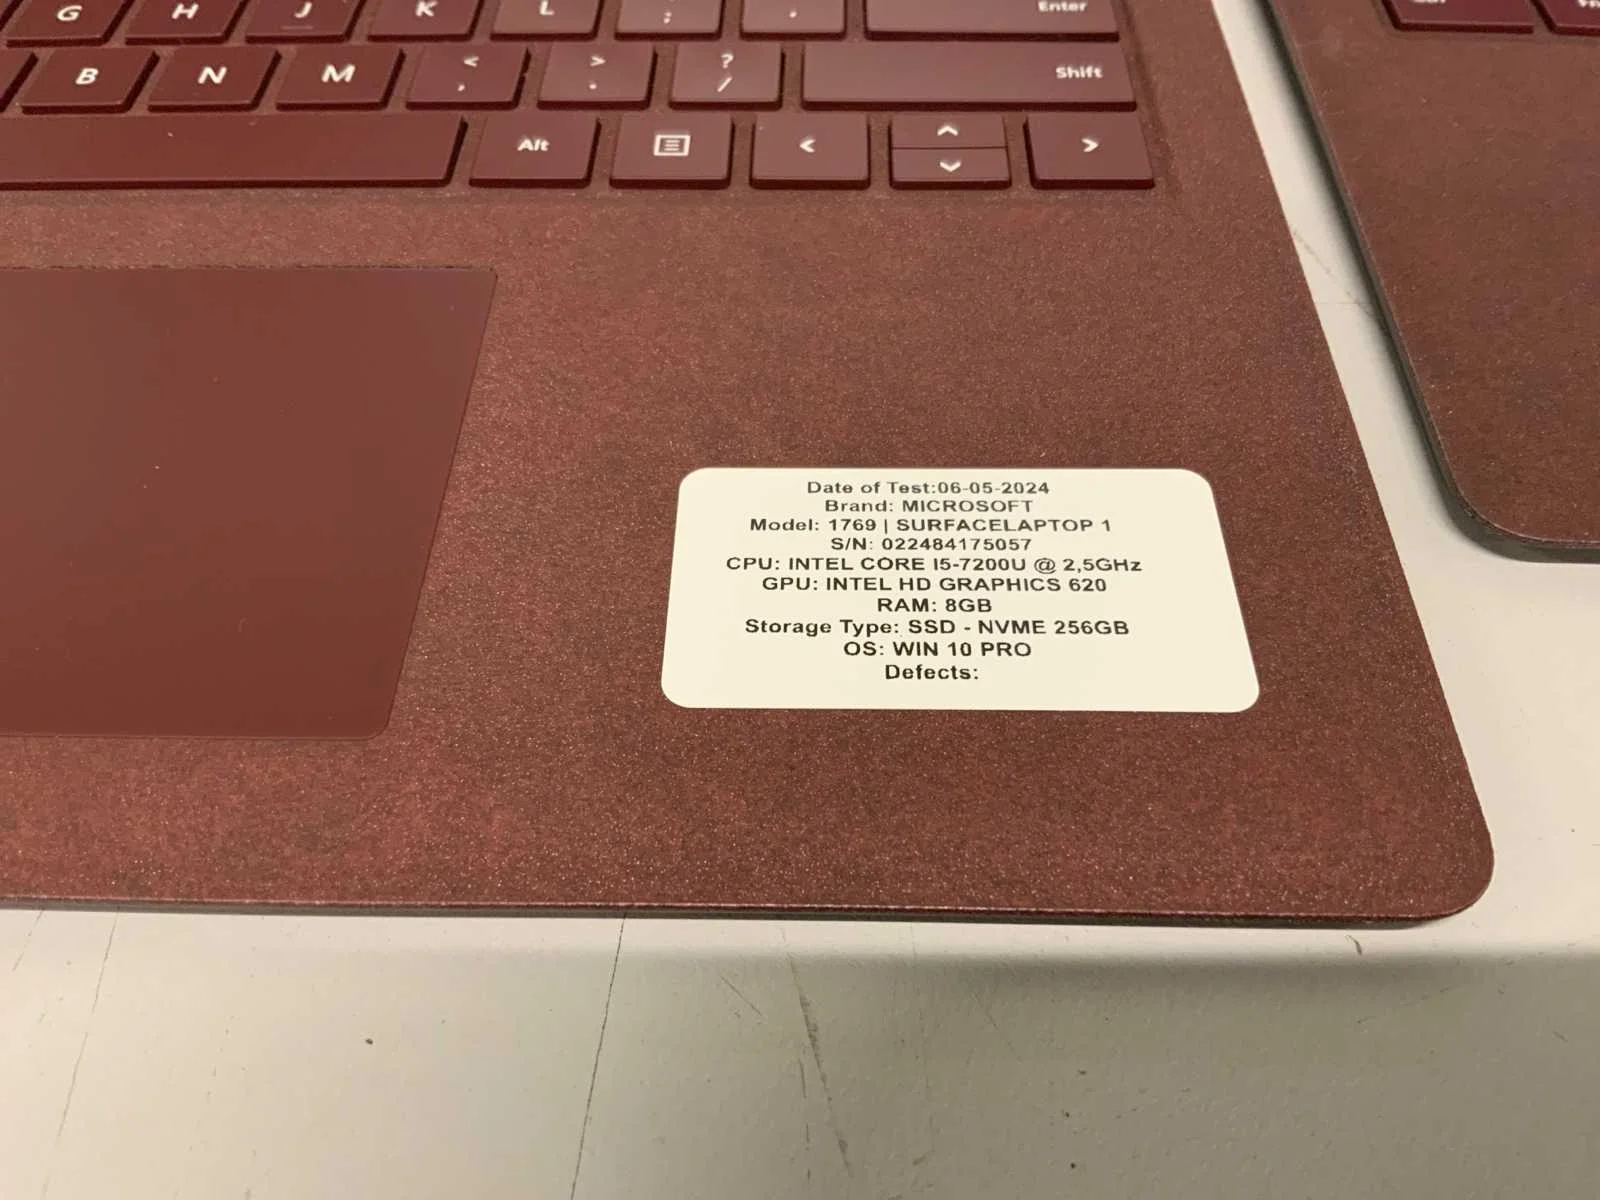 G H J K L ; , Enter
B N M < , > . ? / Shift
Alt < >
Date of Test:06-05-2024
Brand: MICROSOFT
Model: 1769 | SURFACELAPTOP 1
S/N: 022484175057
CPU: INTEL CORE I5-7200U @ 2,5GHz
GPU: INTEL HD GRAPHICS 620
RAM: 8GB
Storage Type: SSD - NVME 256GB
OS: WIN 10 PRO
Defects: